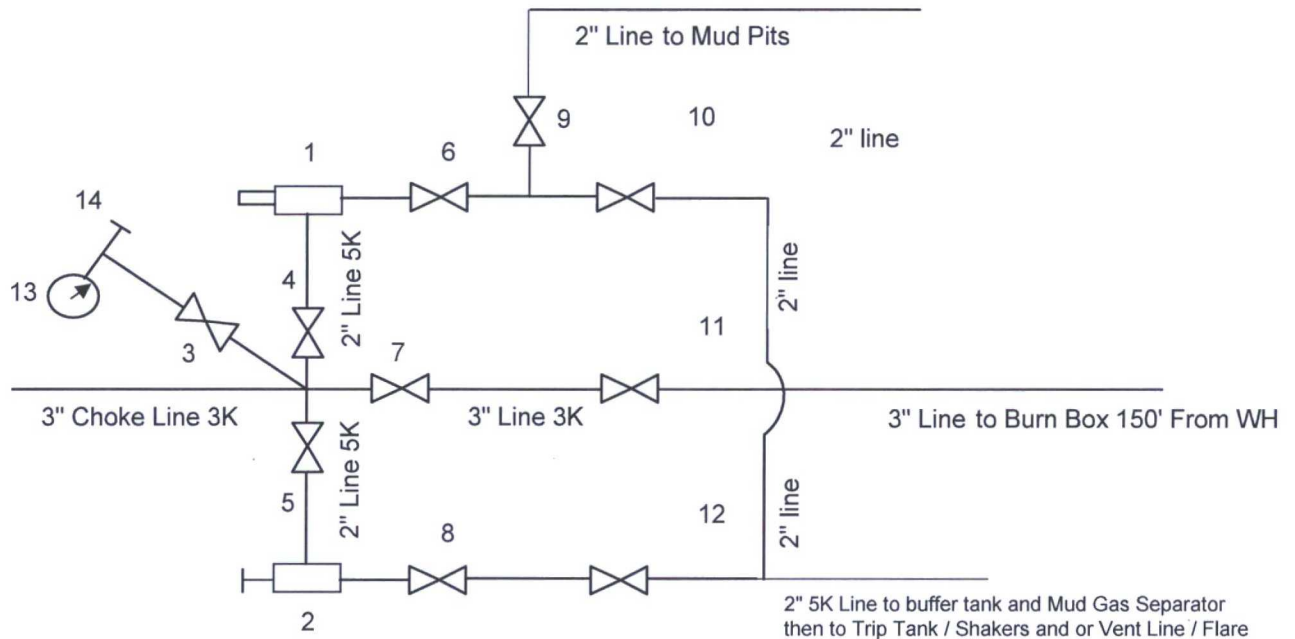 2" Line to Mud Pits
9
10
2" line
1
6
14
2" Line 5K
4
2" line
13
3
7
11
3" Choke Line 3K
3" Line 3K
3" Line to Burn Box 150' From WH
2" Line 5K
5
8
12
2" line
2
2" 5K Line to buffer tank and Mud Gas Separator
then to Trip Tank / Shakers and or Vent Line / Flare